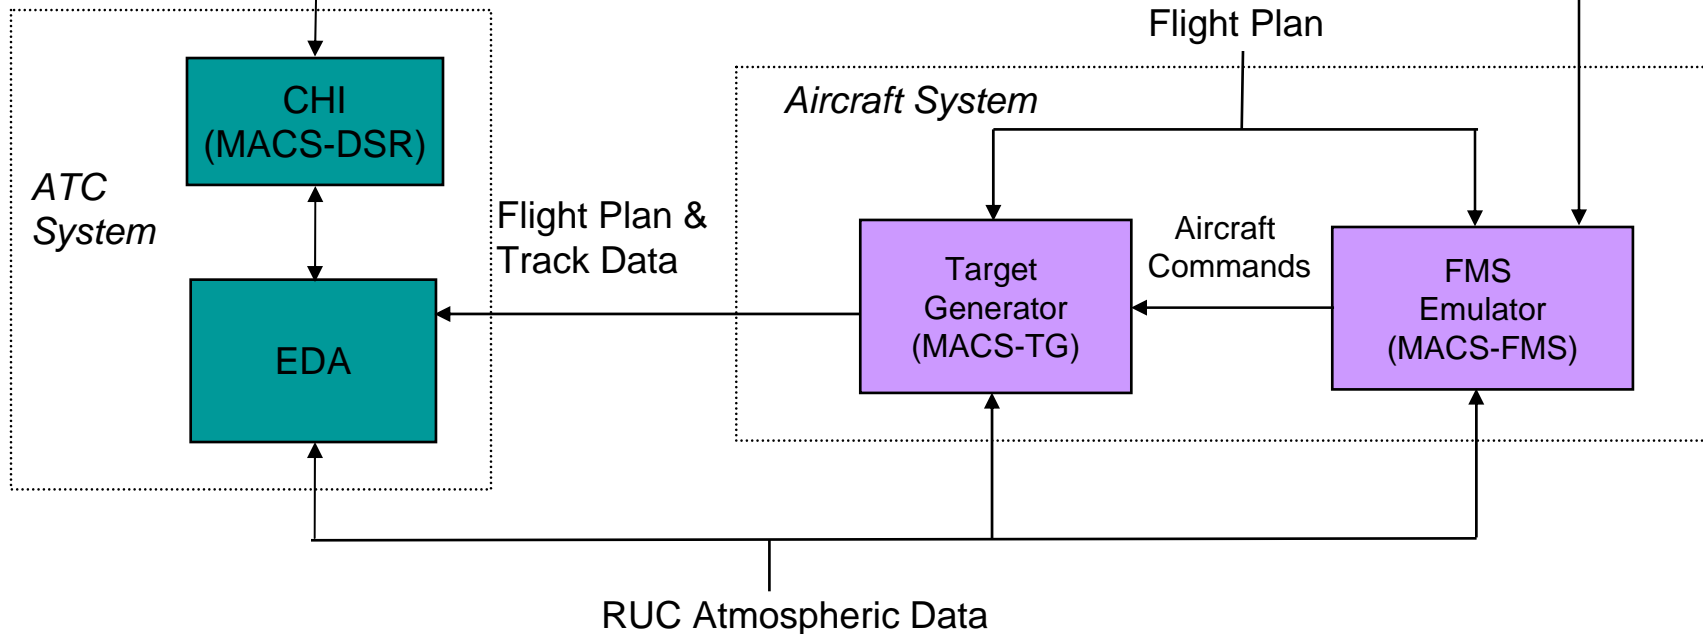 Flight Plan
CHI
(MACS-DSR)
Aircraft System
ATC
System
Flight Plan &
Track Data
Aircraft
Commands
Target
Generator
(MACS-TG)
FMS
Emulator
(MACS-FMS)
EDA
RUC Atmospheric Data